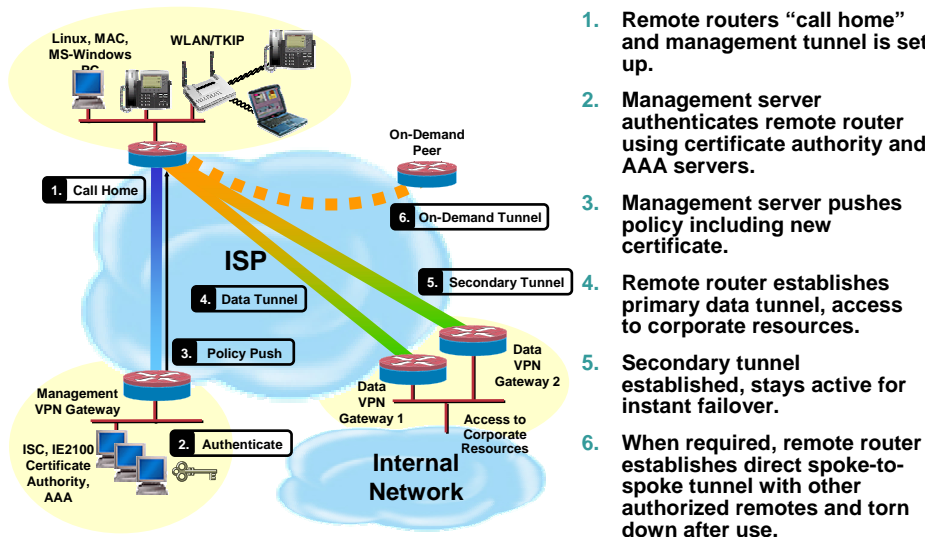 Linux, MAC,
MS-Windows
PC
WLAN/TKIP
On-Demand
Peer
1. Call Home
6. On-Demand Tunnel
ISP
5. Secondary Tunnel
4. Data Tunnel
3. Policy Push
Management
VPN Gateway
Data
VPN
Gateway 1
Data
VPN
Gateway 2
2. Authenticate
ISC, IE2100
Certificate
Authority,
AAA
Access to
Corporate
Resources
Internal
Network
1. Remote routers “call home”
and management tunnel is set
up.
2. Management server
authenticates remote router
using certificate authority and
AAA servers.
3. Management server pushes
policy including new
certificate.
4. Remote router establishes
primary data tunnel, access
to corporate resources.
5. Secondary tunnel
established, stays active for
instant failover.
6. When required, remote router
establishes direct spoke-to-
spoke tunnel with other
authorized remotes and torn
down after use.